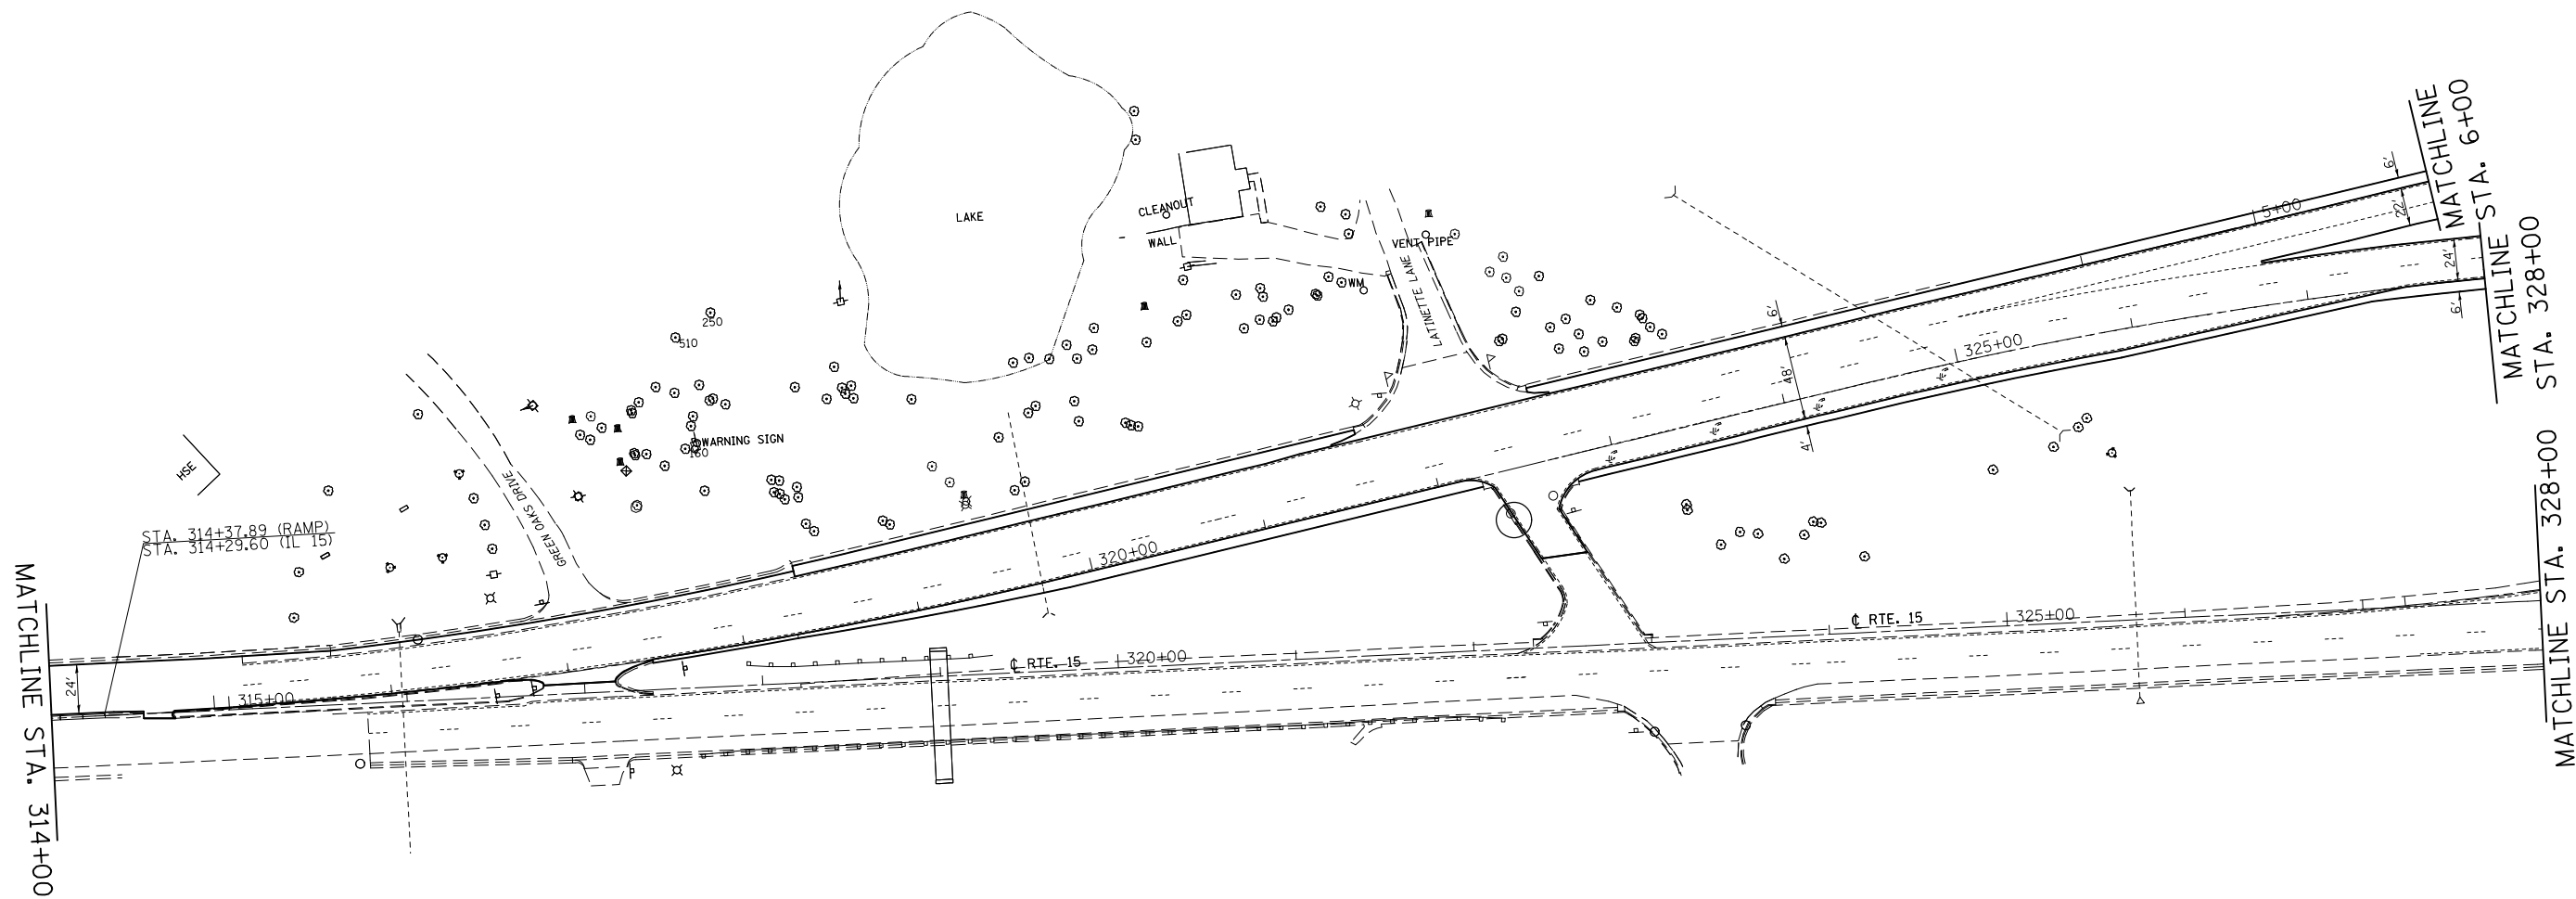 MATCHLINE
STA. 6+00
MATCHLINE
STA. 328+00
6'
22'
5+00
24'
6'
LAKE
CLEANOUT
WALL
VENT PIPE
WM
LATINETTE LANE
6'
48'
4'
325+00
250
510
WARNING SIGN
160
HSE
GREEN OAKS DRIVE
STA. 314+37.89 (RAMP)
STA. 314+29.60 (IL 15)
320+00
MATCHLINE STA. 314+00
24'
315+00
℄ RTE. 15
320+00
℄ RTE. 15
325+00
MATCHLINE STA. 328+00